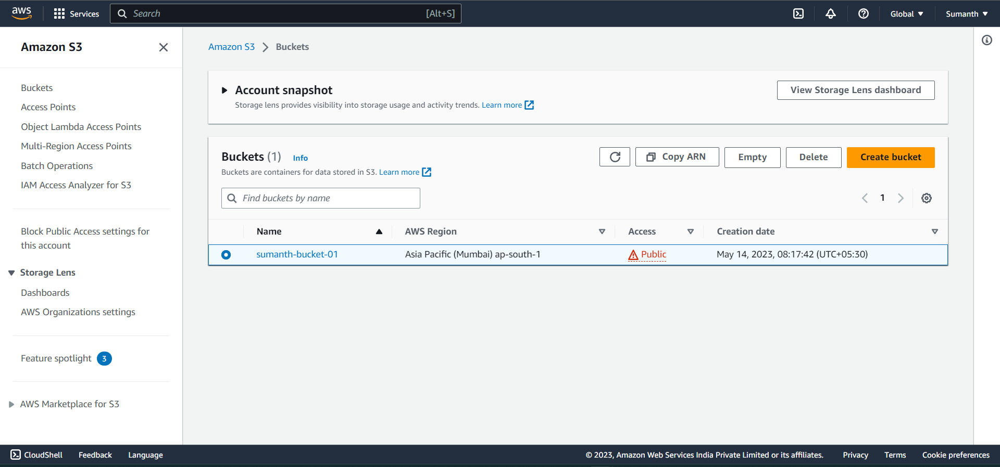 aws Services Search [Alt+S] Global Sumanth
Amazon S3
Buckets
Access Points
Object Lambda Access Points
Multi-Region Access Points
Batch Operations
IAM Access Analyzer for S3
Block Public Access settings for
this account
Storage Lens
Dashboards
AWS Organizations settings
Feature spotlight 3
AWS Marketplace for S3
Amazon S3 Buckets
Account snapshot
Storage lens provides visibility into storage usage and activity trends. Learn more
View Storage Lens dashboard
Buckets (1) Info
Buckets are containers for data stored in S3. Learn more
Copy ARN Empty Delete Create bucket
Find buckets by name
1
Name AWS Region Access Creation date
sumanth-bucket-01 Asia Pacific (Mumbai) ap-south-1 Public May 14, 2023, 08:17:42 (UTC+05:30)
CloudShell Feedback Language © 2023, Amazon Web Services India Private Limited or its affiliates. Privacy Terms Cookie preferences